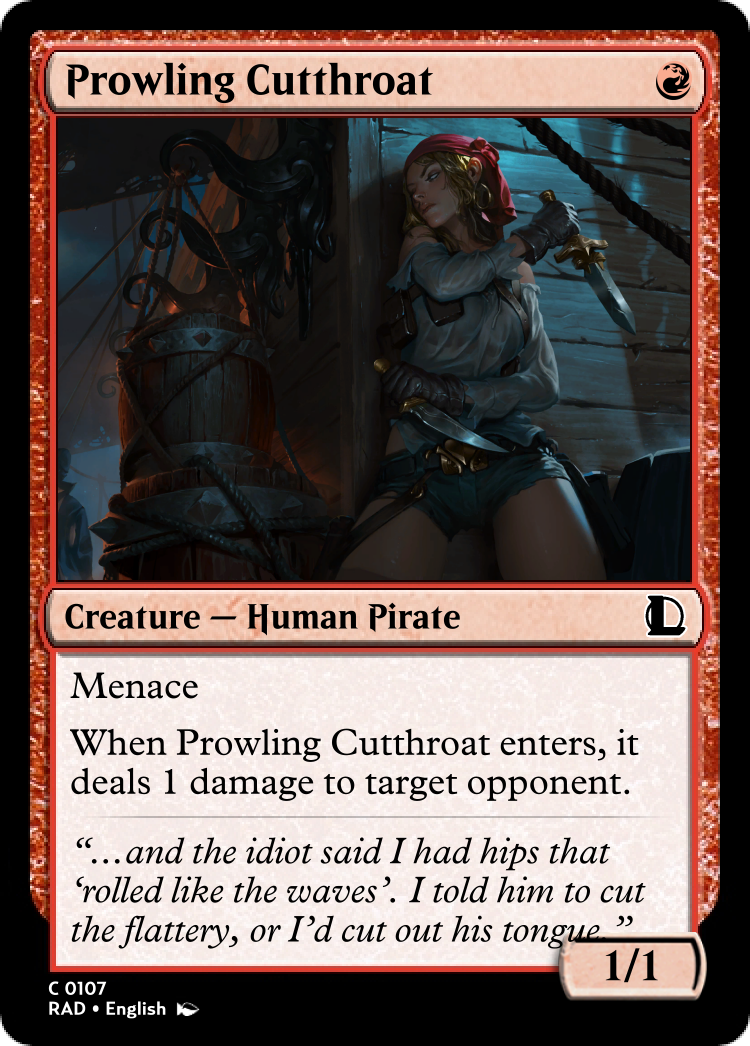 Prowling Cutthroat
Creature — Human Pirate
Menace
When Prowling Cutthroat enters, it
deals 1 damage to target opponent.
“...and the idiot said I had hips that
‘rolled like the waves’. I told him to cut
the flattery, or I’d cut out his tongue.”
1/1
C 0107
RAD • English